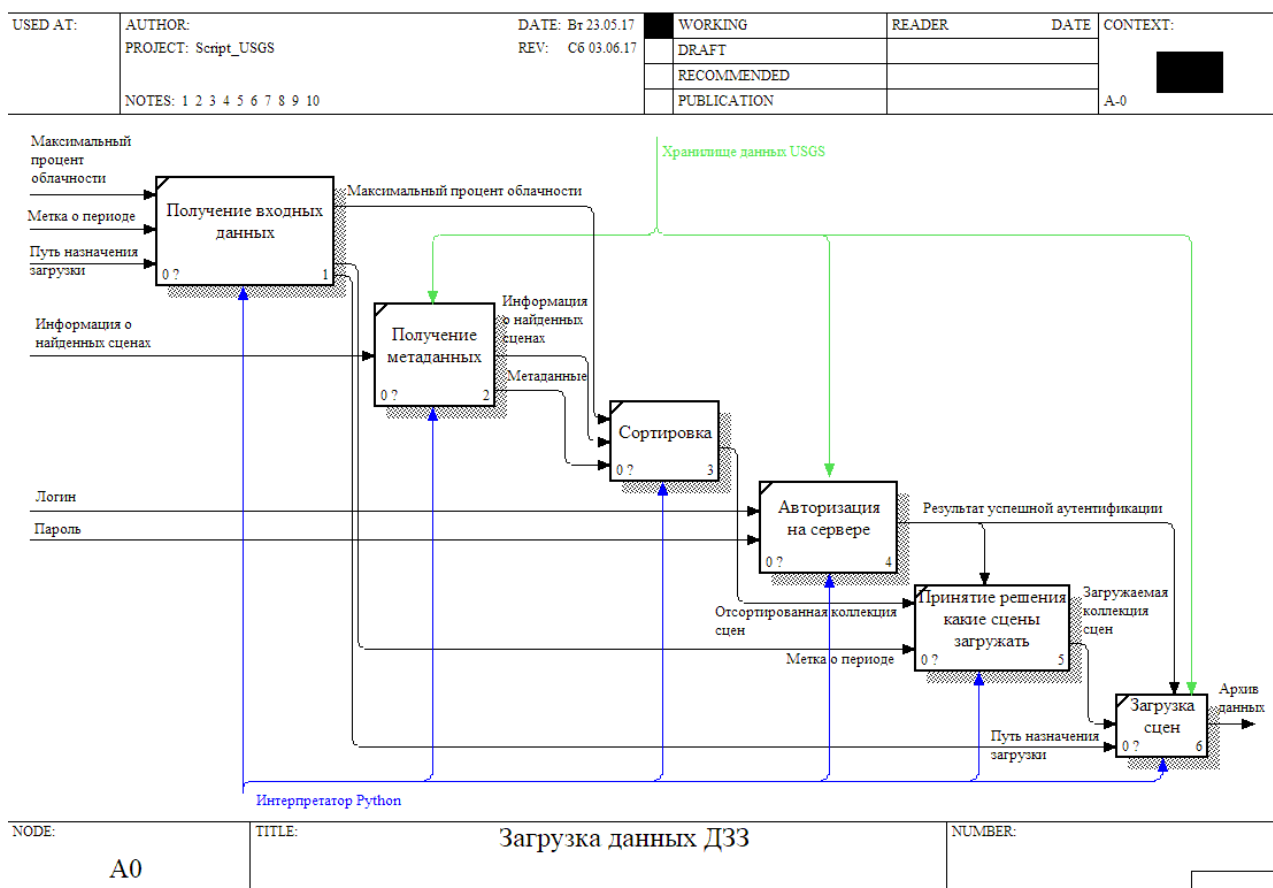 USED AT:
AUTHOR:
DATE: Вт 23.05.17
PROJECT: Script_USGS
REV: Сб 03.06.17
NOTES: 1 2 3 4 5 6 7 8 9 10
WORKING
DRAFT
RECOMMENDED
PUBLICATION
READER DATE
CONTEXT:
A-0
Максимальный
процент
облачности
Метка о периоде
Путь назначения
загрузки
Получение входных
данных
0 ? 1
Максимальный процент облачности
Хранилище данных USGS
Информация о
найденных сценах
Получение
метаданных
0 ? 2
Информация
о найденных
сценах
Метаданные
Сортировка
0 ? 3
Логин
Пароль
Авторизация
на сервере
0 ? 4
Результат успешной аутентификации
Отсортированная коллекция
сцен
Метка о периоде
Принятие решения
какие сцены
загружать
0 ? 5
Загружаемая
коллекция
сцен
Путь назначения
загрузки
Загрузка
сцен
0 ? 6
Архив
данных
Интерпретатор Python
NODE:
A0
TITLE:
Загрузка данных ДЗЗ
NUMBER: